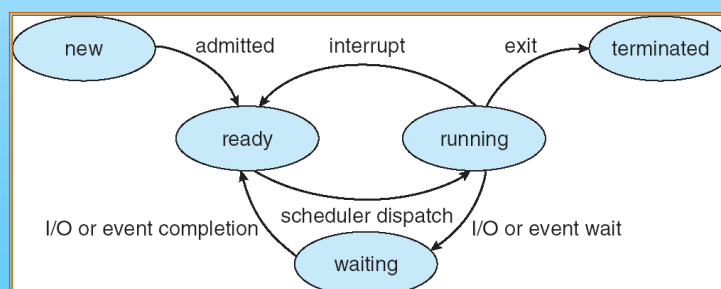 new
admitted
interrupt
exit
terminated
ready
running
I/O or event completion
scheduler dispatch
I/O or event wait
waiting